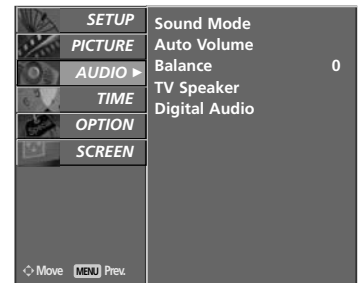 SETUP
PICTURE
AUDIO ►
TIME
OPTION
SCREEN
Sound Mode
Auto Volume
Balance 0
TV Speaker
Digital Audio
Move MENU Prev.